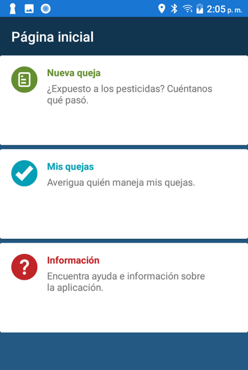 2:05 p. m.
Página inicial
Nueva queja
¿Expuesto a los pesticidas? Cuéntanos
qué pasó.
Mis quejas
Averigua quién maneja mis quejas.
Información
Encuentra ayuda e información sobre
la aplicación.